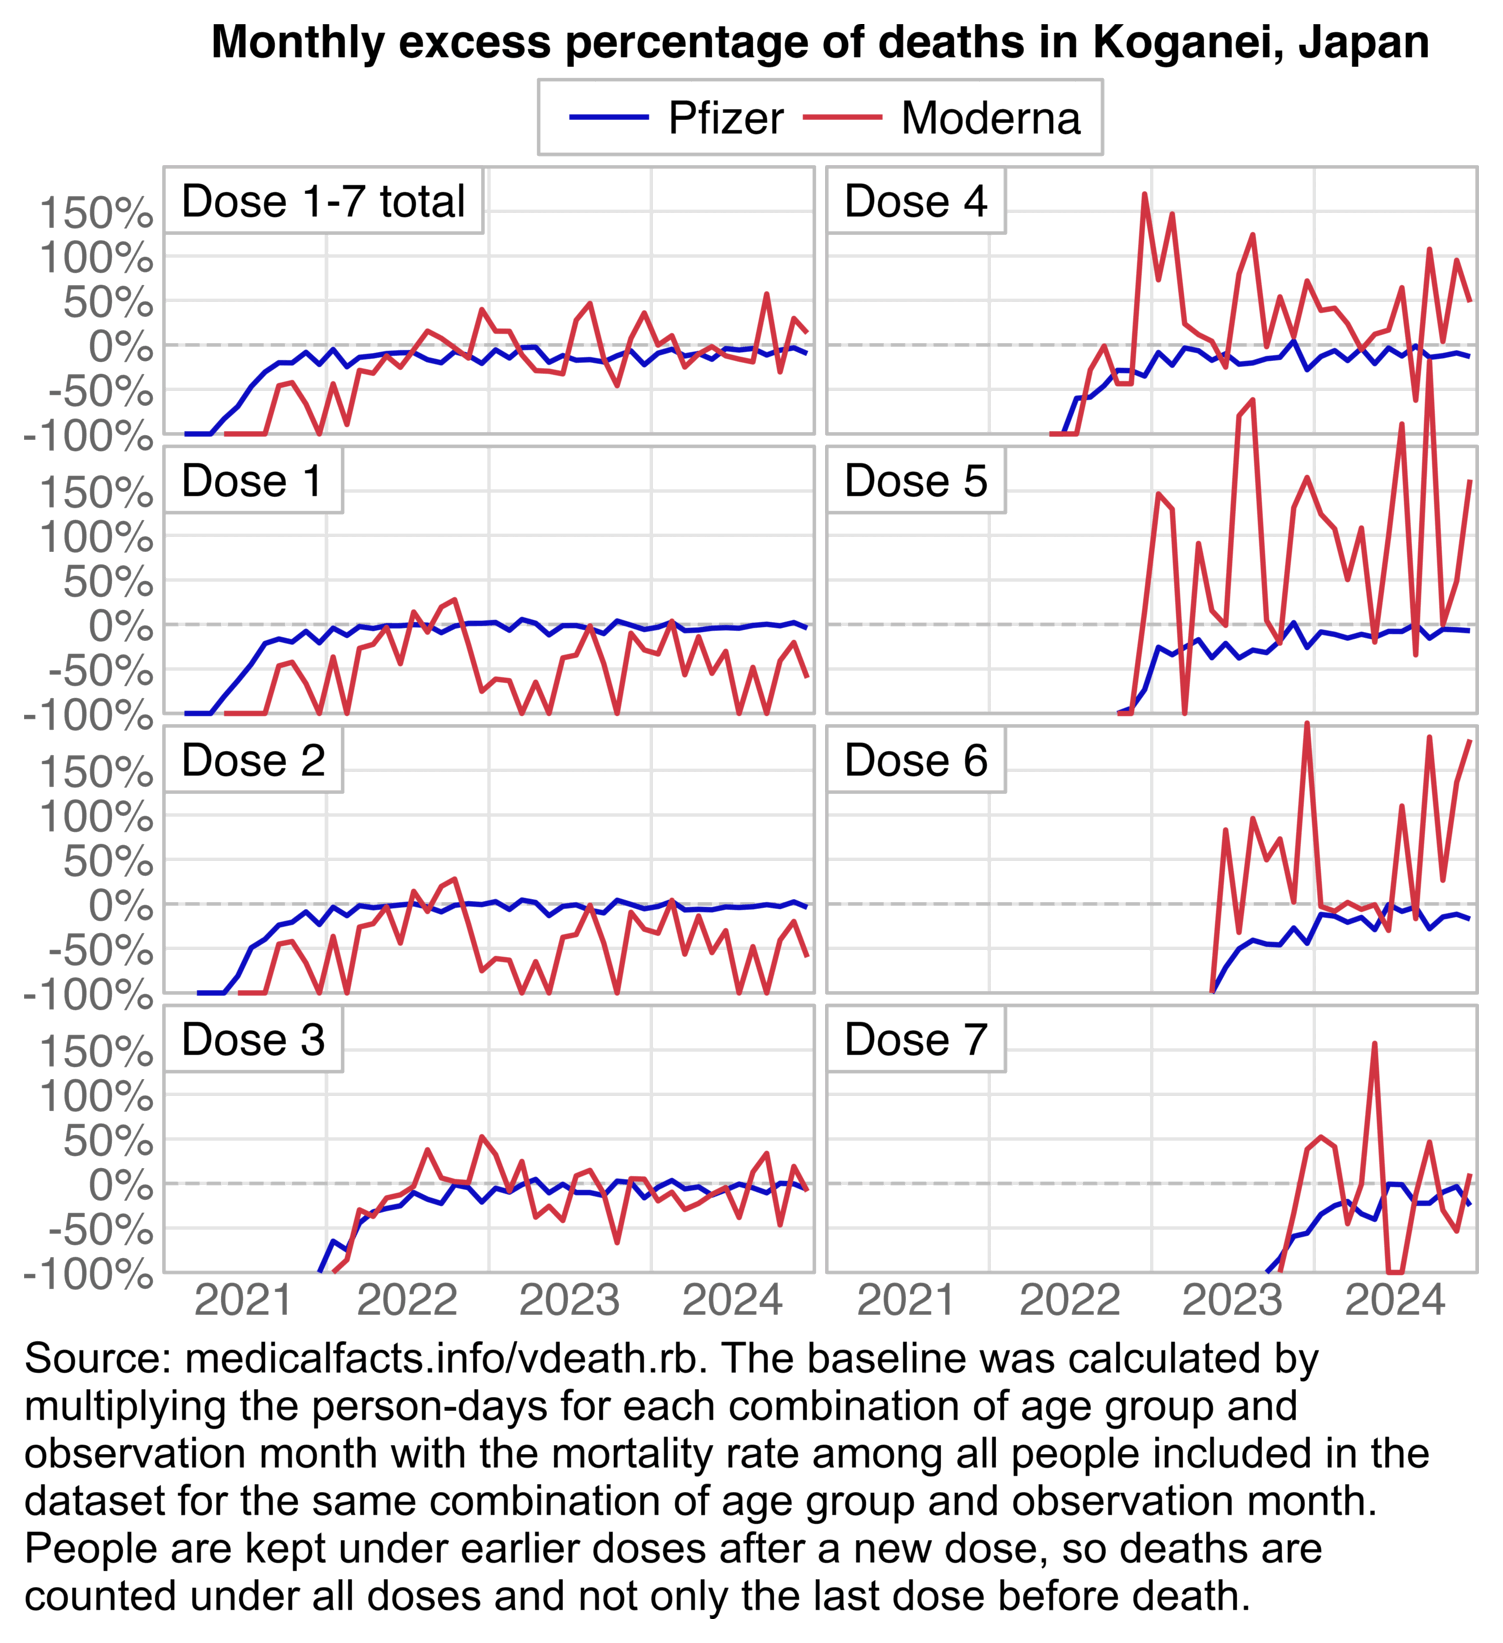 Monthly excess percentage of deaths in Koganei, Japan
Pfizer Moderna
Dose 1-7 total
150%
100%
50%
0%
-50%
-100%
Dose 4
Dose 1
150%
100%
50%
0%
-50%
-100%
Dose 5
Dose 2
150%
100%
50%
0%
-50%
-100%
Dose 6
Dose 3
150%
100%
50%
0%
-50%
-100%
Dose 7
2021 2022 2023 2024 2021 2022 2023 2024
Source: medicalfacts.info/vdeath.rb. The baseline was calculated by
multiplying the person-days for each combination of age group and
observation month with the mortality rate among all people included in the
dataset for the same combination of age group and observation month.
People are kept under earlier doses after a new dose, so deaths are
counted under all doses and not only the last dose before death.